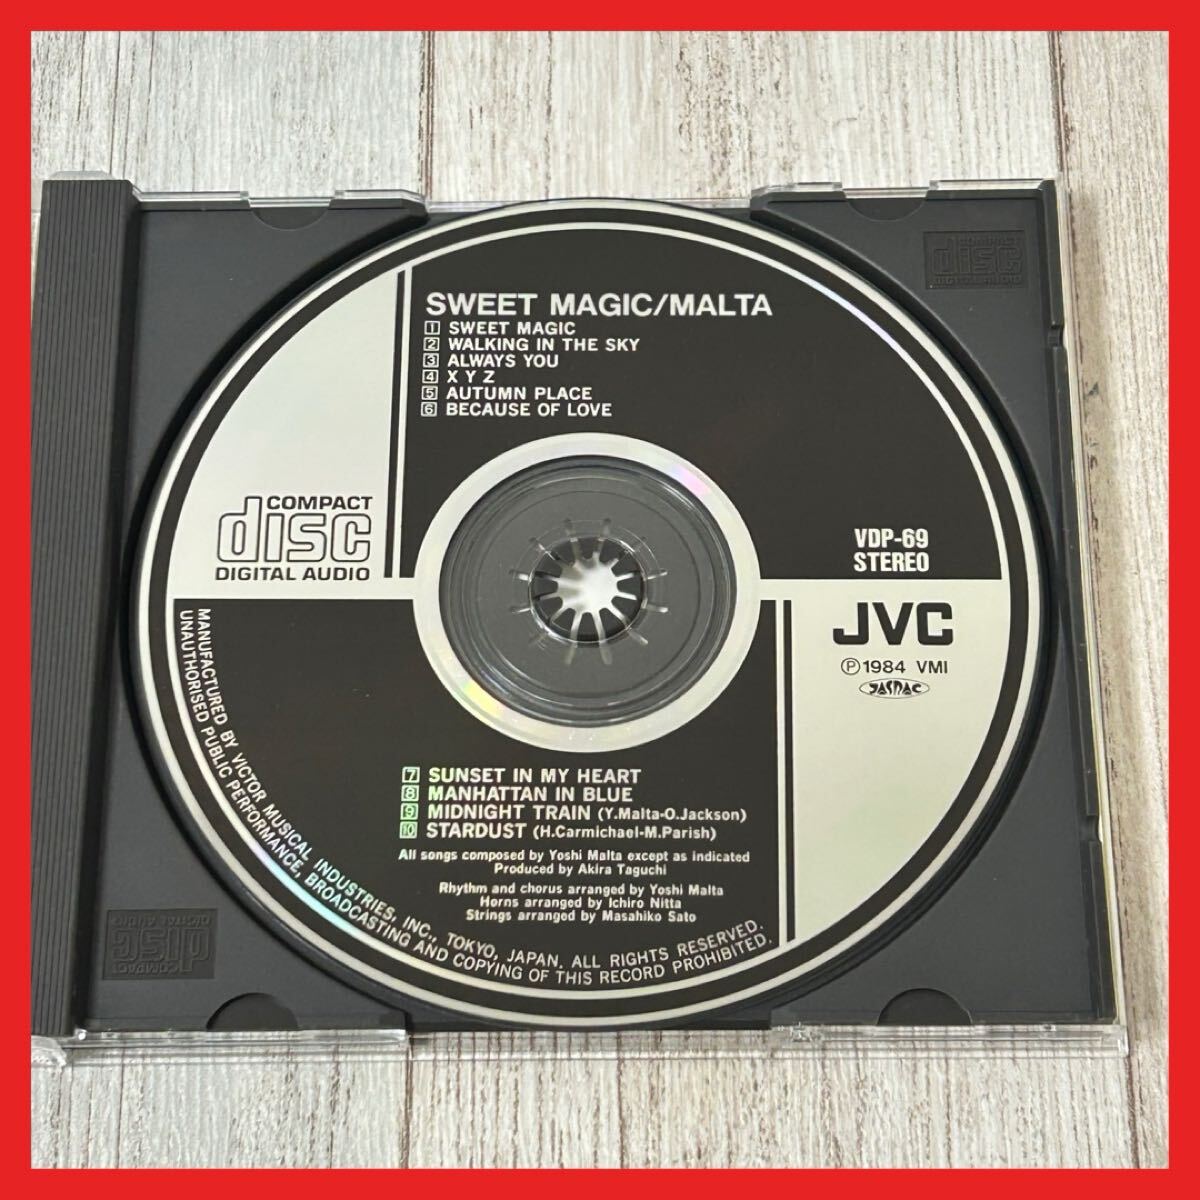 SWEET MAGIC/MALTA
1 SWEET MAGIC
2 WALKING IN THE SKY
3 ALWAYS YOU
4 X Y Z
5 AUTUMN PLACE
6 BECAUSE OF LOVE
COMPACT
disc
DIGITAL AUDIO
VDP-69
STEREO
JVC
Ⓟ1984 VMI
JASRAC
7 SUNSET IN MY HEART
8 MANHATTAN IN BLUE
9 MIDNIGHT TRAIN (Y.Malta-O.Jackson)
10 STARDUST (H.Carmichael-M.Parish)
All songs composed by Yoshi Malta except as indicated
Produced by Akira Taguchi
Rhythm and chorus arranged by Yoshi Malta
Horns arranged by Ichiro Nitta
Strings arranged by Masahiko Sato
MANUFACTURED BY VICTOR MUSICAL INDUSTRIES, INC., TOKYO, JAPAN. ALL RIGHTS RESERVED.
UNAUTHORISED PUBLIC PERFORMANCE, BROADCASTING AND COPYING OF THIS RECORD PROHIBITED.
COMPACT
disc
DIGITAL AUDIO
COMPACT
disc
DIGITAL AUDIO